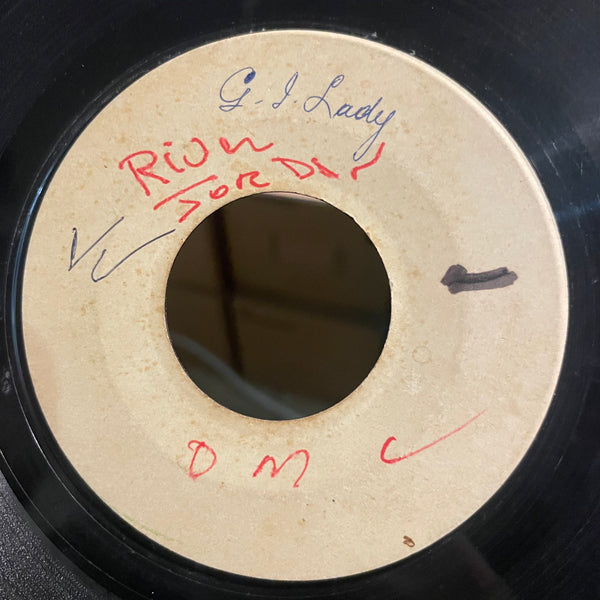 G.I. Lady
RIVER
JORDAN
D M C